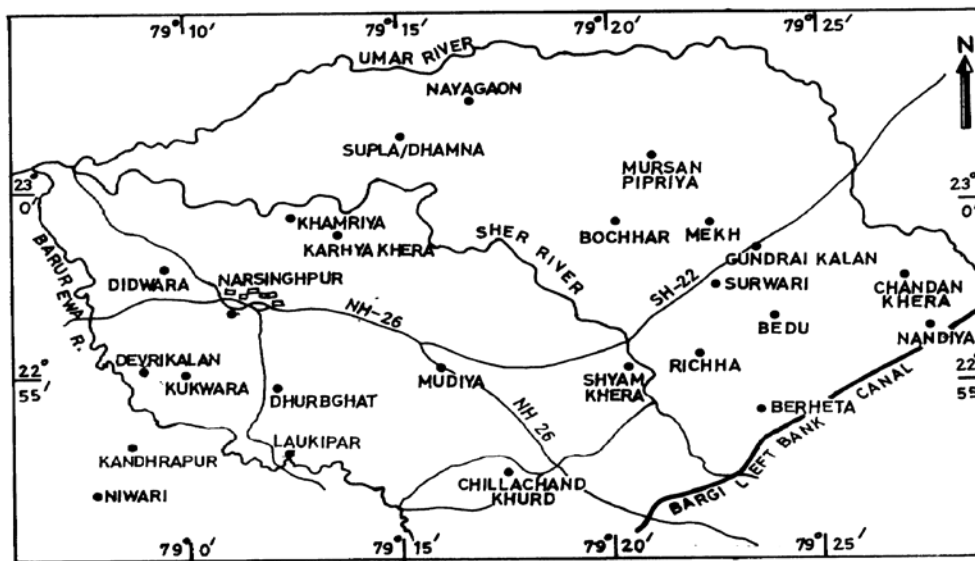 79° 10′
79° 15′
79° 20′
79° 25′
N
UMAR RIVER
NAYAGAON
SUPLA/DHAMNA
MURSAN
PIPRIYA
23°
0′
23°
0′
KHAMRIYA
KARHYA KHERA
SHER RIVER
BOCHHAR
MEKH
GUNDRAI KALAN
BARUREWA R.
DIDWARA
NARSINGHPUR
SH-22
SURWARI
CHANDAN
KHERA
NH-26
BEDU
NANDIYA
22°
55′
DEVRIKALAN
KUKWARA
DHURBGHAT
MUDIYA
SHYAM
KHERA
RICHHA
22°
55′
NH 26
BERHETA
BARGI LEFT BANK CANAL
KANDHRAPUR
LAUKIPAR
NIWARI
CHILLACHAND
KHURD
79° 0′
79° 15′
79° 20′
79° 25′